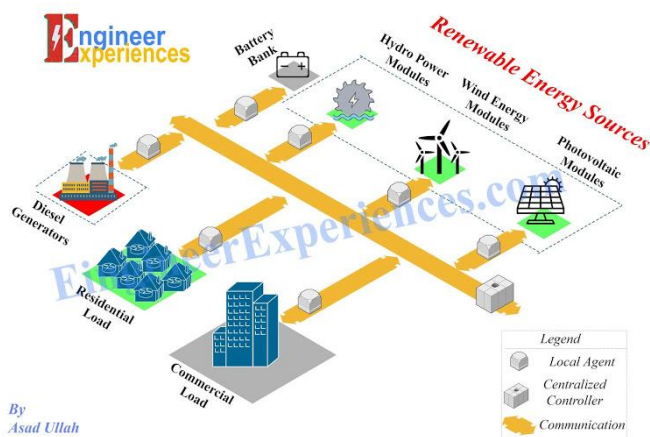 Engineer
Experiences
Battery
Bank
Hydro Power
Modules
Wind Energy
Modules
Photovoltaic
Modules
Renewable Energy Sources
Diesel
Generators
Residential
Load
Commercial
Load
EngineerExperiences.com
Legend
Local Agent
Centralized
Controller
Communication
By
Asad Ullah